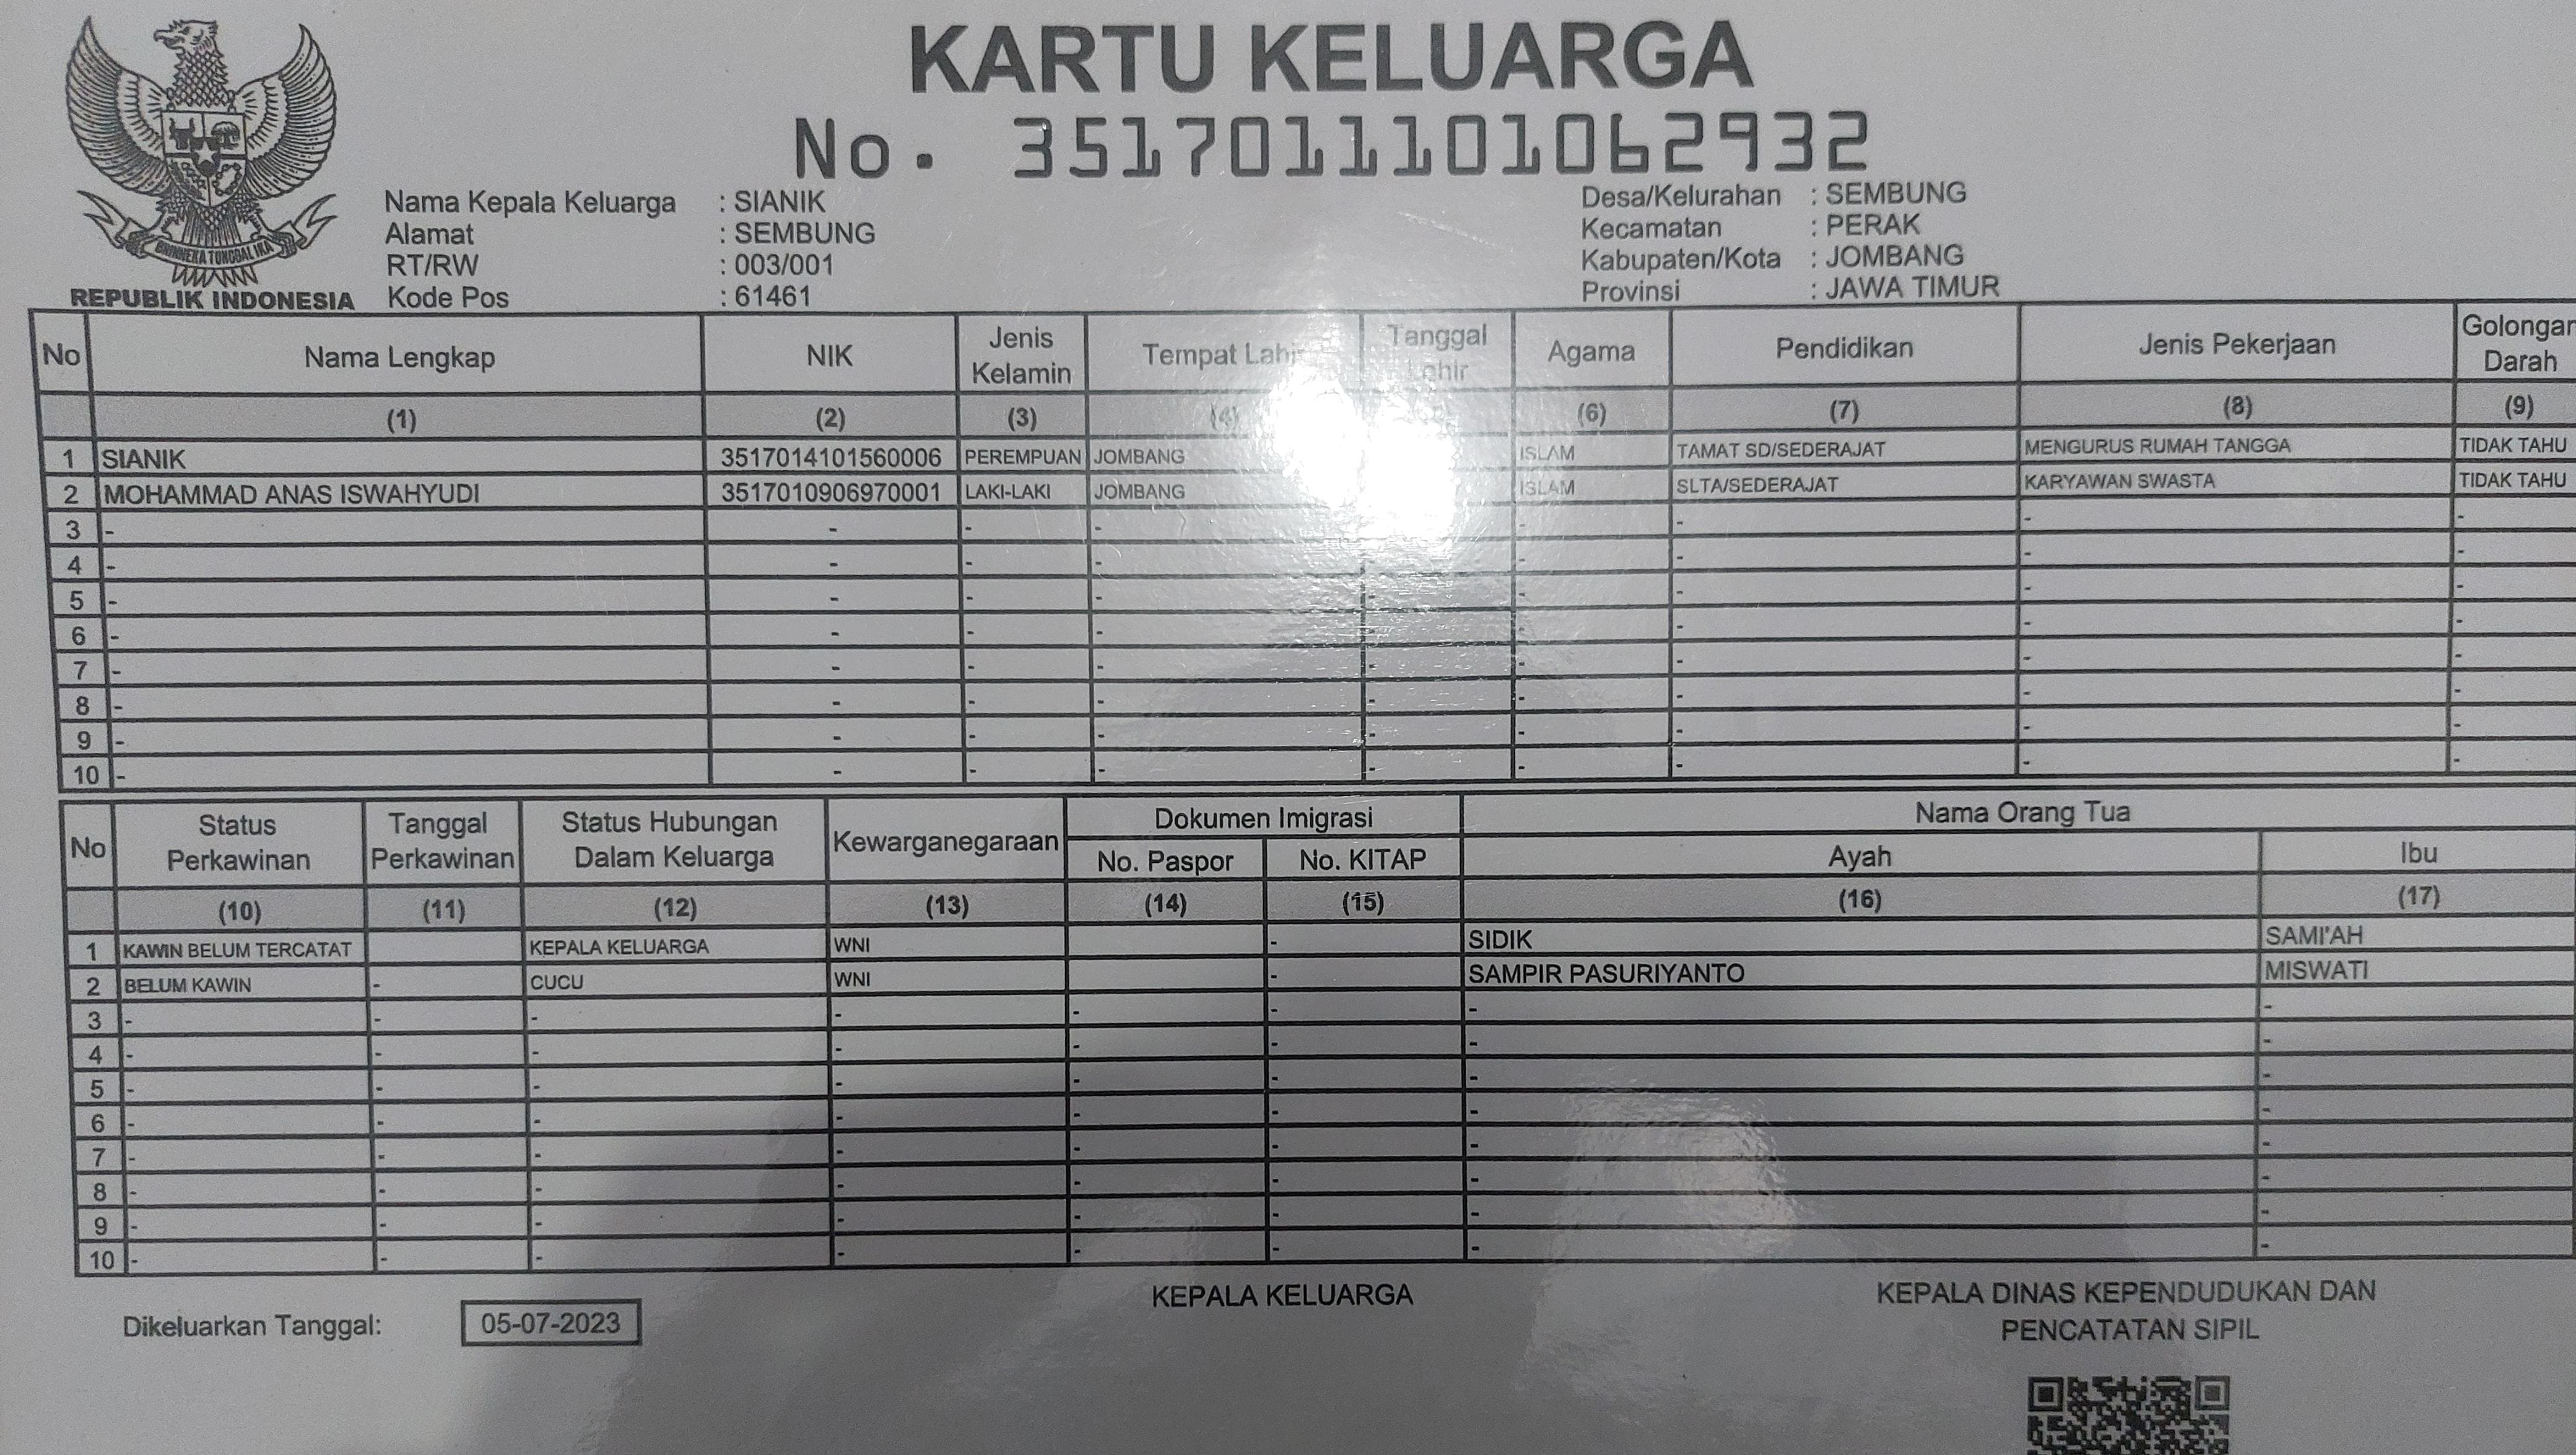 KARTU KELUARGA
No. 3517011101062932
Nama Kepala Keluarga : SIANIK
Alamat : SEMBUNG
RT/RW : 003/001
Kode Pos : 61461
Desa/Kelurahan : SEMBUNG
Kecamatan : PERAK
Kabupaten/Kota : JOMBANG
Provinsi : JAWA TIMUR
BHINNEKA TUNGGAL IKA
REPUBLIK INDONESIA
No Nama Lengkap NIK Jenis Kelamin Tempat Lahir Tanggal Lahir Agama Pendidikan Jenis Pekerjaan Golongan Darah
(1) (2) (3) (4) (6) (7) (8) (9)
1 SIANIK 3517014101560006 PEREMPUAN JOMBANG ISLAM TAMAT SD/SEDERAJAT MENGURUS RUMAH TANGGA TIDAK TAHU
2 MOHAMMAD ANAS ISWAHYUDI 3517010906970001 LAKI-LAKI JOMBANG ISLAM SLTA/SEDERAJAT KARYAWAN SWASTA TIDAK TAHU
3 - - - - - - - -
4 - - - - - - - -
5 - - - - - - - - -
6 - - - - - - - - -
7 - - - - - - - - -
8 - - - - - - - - -
9 - - - - - - - - -
10 - - - - - - - - -
No Status Perkawinan Tanggal Perkawinan Status Hubungan Dalam Keluarga Kewarganegaraan Dokumen Imigrasi Nama Orang Tua
No. Paspor No. KITAP Ayah Ibu
(10) (11) (12) (13) (14) (15) (16) (17)
1 KAWIN BELUM TERCATAT KEPALA KELUARGA WNI - SIDIK SAMI'AH
2 BELUM KAWIN - CUCU WNI - SAMPIR PASURIYANTO MISWATI
3 - - - - - - - -
4 - - - - - - - -
5 - - - - - - - -
6 - - - - - - - -
7 - - - - - - - -
8 - - - - - - - -
9 - - - - - - - -
10 - - - - - - - -
Dikeluarkan Tanggal: 05-07-2023
KEPALA KELUARGA
KEPALA DINAS KEPENDUDUKAN DAN
PENCATATAN SIPIL